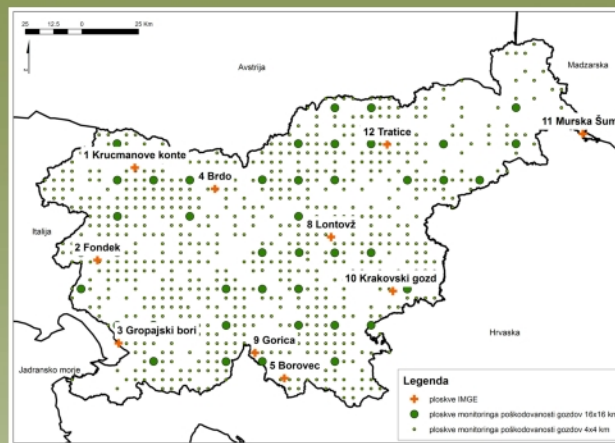 25 12.5 0 25 Km
Avstrija
Madzarska
11 Murska Šum
12 Tratice
1 Krucmanove konte
4 Brdo
8 Lontovž
Italija
2 Fondek
10 Krakovski gozd
3 Gropajski bori
9 Gorica
Hrvaska
5 Borovec
Jadransko morje
Legenda
ploskve IMGE
ploskve monitoringa poškodovanosti gozdov 16x16 km
ploskve monitoringa poškodovanosti gozdov 4x4 km